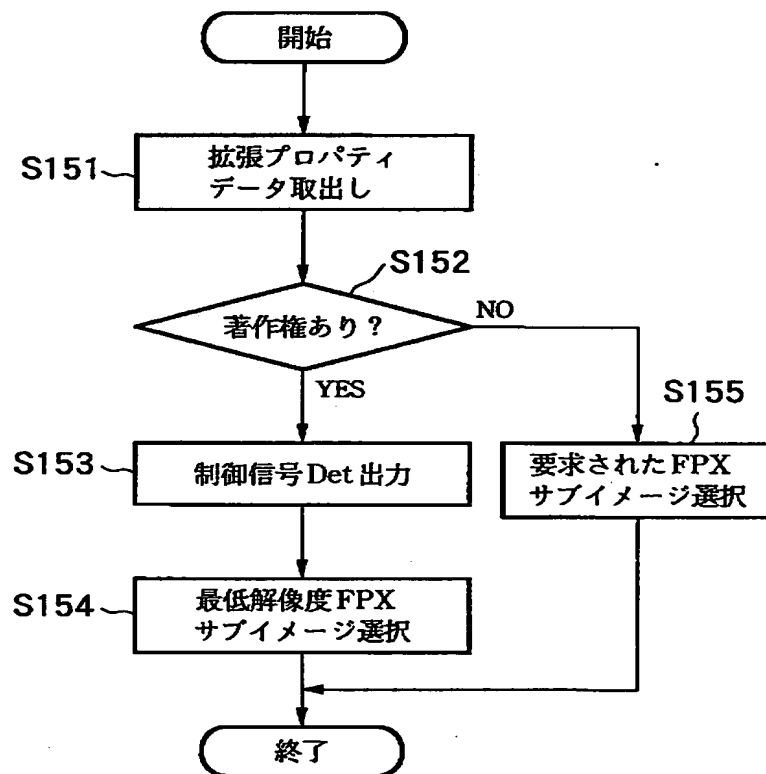 開始
S151
拡張プロパティ
データ取出し
S152
著作権あり？
NO
YES
S155
S153
制御信号Det出力
要求されたFPX
サブイメージ選択
S154
最低解像度FPX
サブイメージ選択
終了